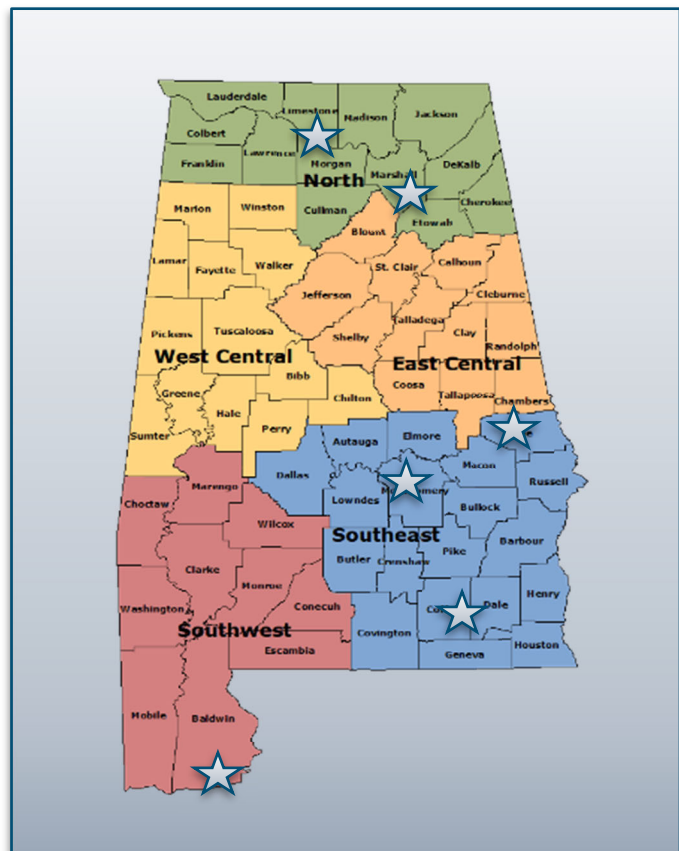 Lauderdale
Limestone
Madison
Jackson
Colbert
Lawrence
Franklin
Morgan
Marshall
DeKalb
North
Cherokee
Cullman
Etowah
Marion
Winston
Blount
Lamar
Fayette
Walker
St. Clair
Calhoun
Cleburne
Jefferson
Talladega
Pickens
Tuscaloosa
Shelby
Clay
Randolph
West Central
East Central
Bibb
Coosa
Tallapoosa
Chambers
Greene
Hale
Chilton
Perry
Sumter
Autauga
Elmore
Dallas
Macon
Russell
Choctaw
Marengo
Lowndes
Bullock
Wilcox
Southeast
Barbour
Butler
Crenshaw
Pike
Clarke
Monroe
Henry
Washington
Conecuh
Dale
Southwest
Covington
Houston
Escambia
Geneva
Mobile
Baldwin